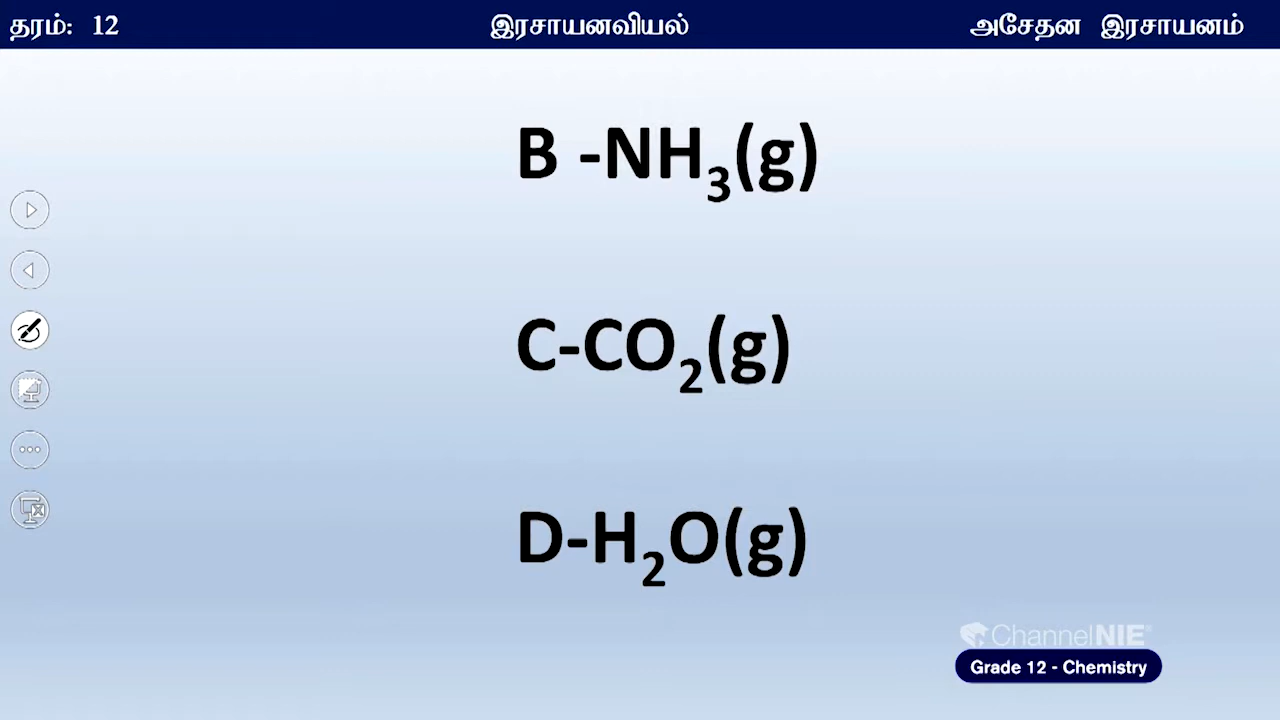 தரம்: 12 இரசாயனவியல் அசேதன இரசாயனம்
B -NH₃(g)
C-CO₂(g)
D-H₂O(g)
ChannelNIE
Grade 12 - Chemistry